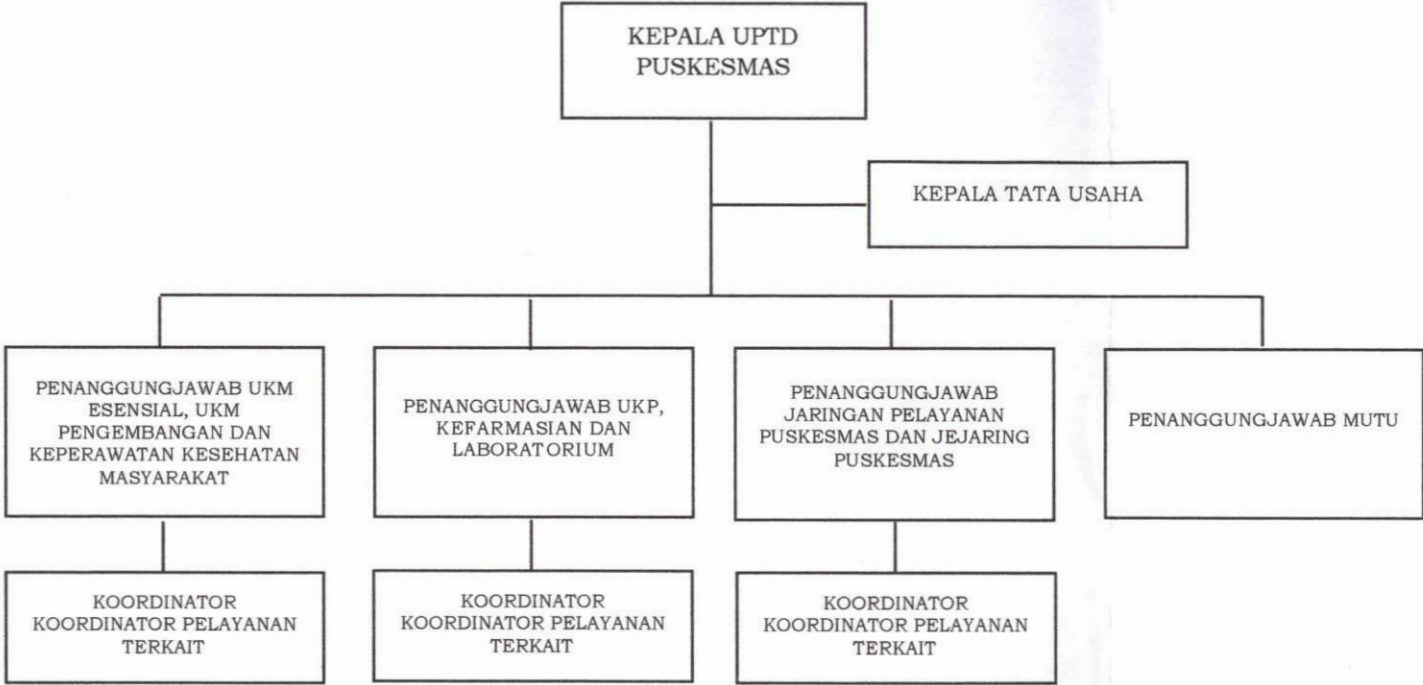 KEPALA UPTD
PUSKESMAS
KEPALA TATA USAHA
PENANGGUNGJAWAB UKM
ESENSIAL, UKM
PENGEMBANGAN DAN
KEPERAWATAN KESEHATAN
MASYARAKAT
PENANGGUNGJAWAB UKP,
KEFARMASIAN DAN
LABORATORIUM
PENANGGUNGJAWAB
JARINGAN PELAYANAN
PUSKESMAS DAN JEJARING
PUSKESMAS
PENANGGUNGJAWAB MUTU
KOORDINATOR
KOORDINATOR PELAYANAN
TERKAIT
KOORDINATOR
KOORDINATOR PELAYANAN
TERKAIT
KOORDINATOR
KOORDINATOR PELAYANAN
TERKAIT